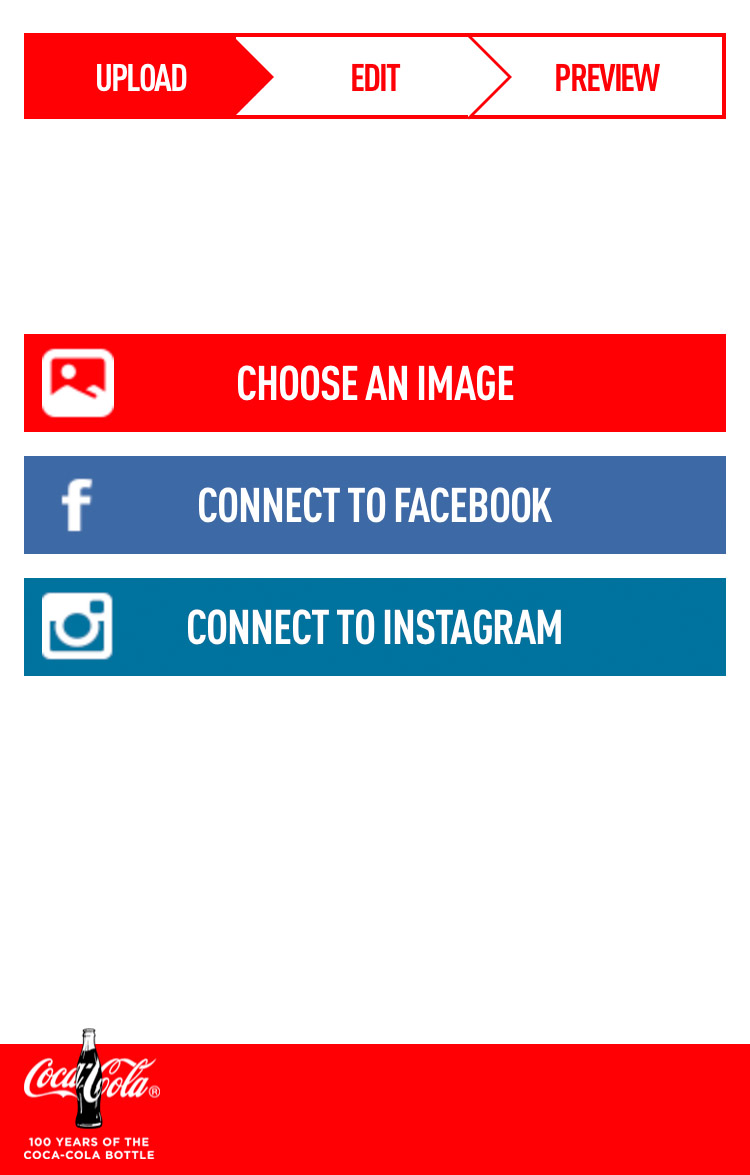 UPLOAD
EDIT
PREVIEW
CHOOSE AN IMAGE
CONNECT TO FACEBOOK
CONNECT TO INSTAGRAM
Coca-Cola®
100 YEARS OF THE
COCA-COLA BOTTLE